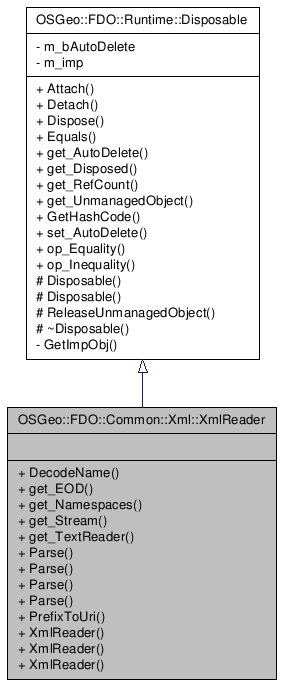 OSGeo::FDO::Runtime::Disposable
- m_bAutoDelete
- m_imp
+ Attach()
+ Detach()
+ Dispose()
+ Equals()
+ get_AutoDelete()
+ get_Disposed()
+ get_RefCount()
+ get_UnmanagedObject()
+ GetHashCode()
+ set_AutoDelete()
+ op_Equality()
+ op_Inequality()
# Disposable()
# Disposable()
# ReleaseUnmanagedObject()
# ~Disposable()
- GetImpObj()
OSGeo::FDO::Common::Xml::XmlReader
+ DecodeName()
+ get_EOD()
+ get_Namespaces()
+ get_Stream()
+ get_TextReader()
+ Parse()
+ Parse()
+ Parse()
+ Parse()
+ PrefixToUri()
+ XmlReader()
+ XmlReader()
+ XmlReader()